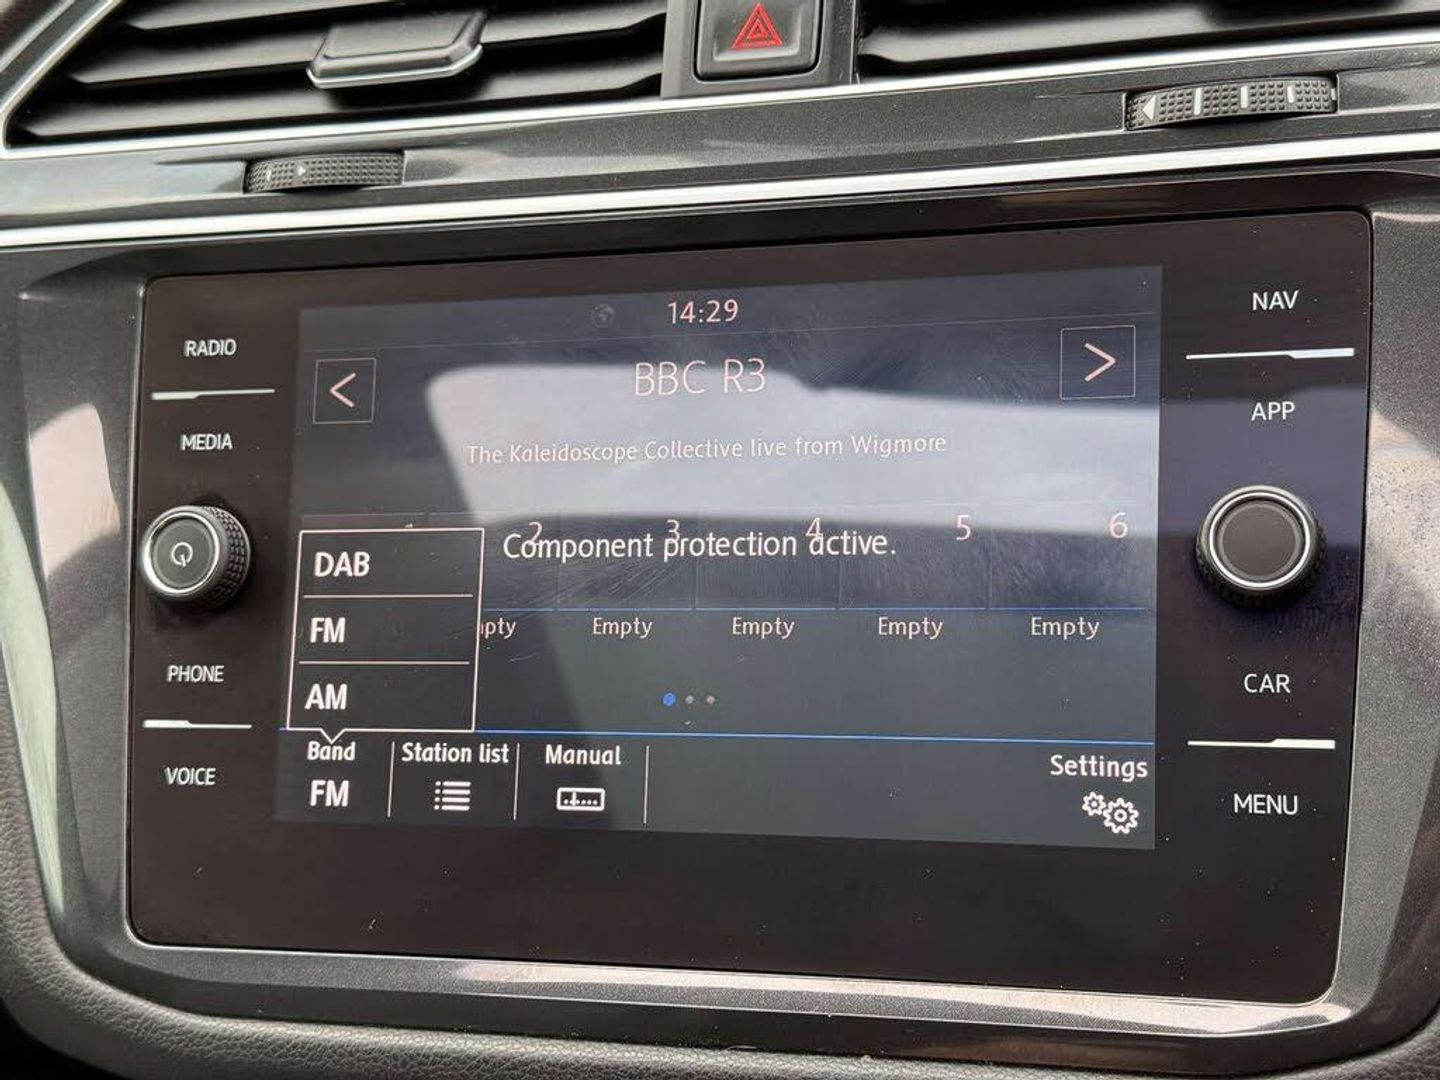 14:29
RADIO
NAV
BBC R3
APP
MEDIA
The Kaleidoscope Collective live from Wigmore
2 3 4 5 6
Component protection active.
DAB
FM
Empty Empty Empty Empty
AM
PHONE
CAR
Band Station list Manual Settings
FM
VOICE
MENU